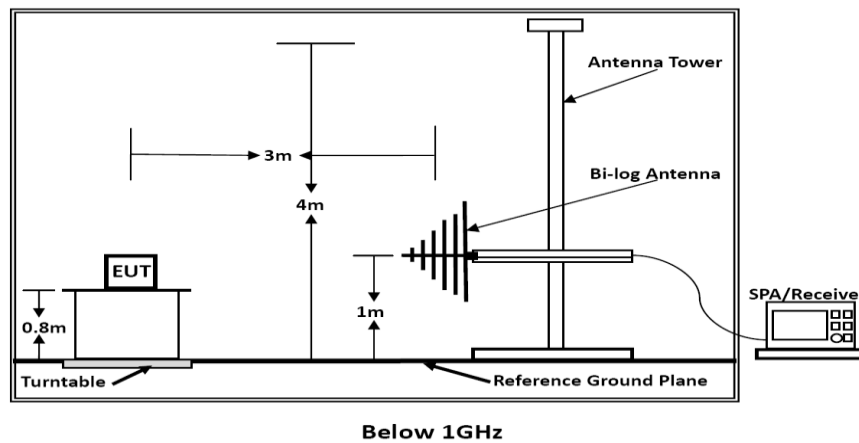 Antenna Tower
3m
Bi-log Antenna
4m
EUT
SPA/Receive
0.8m
1m
Turntable
Reference Ground Plane
Below 1GHz